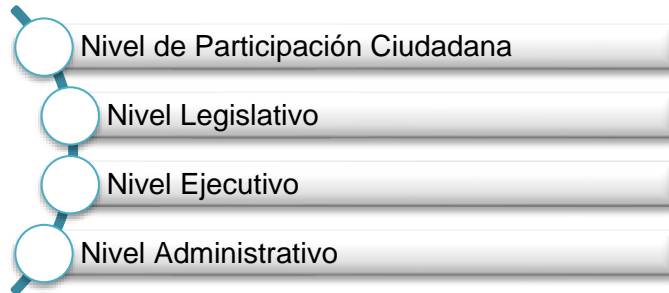 Nivel de Participación Ciudadana
Nivel Legislativo
Nivel Ejecutivo
Nivel Administrativo